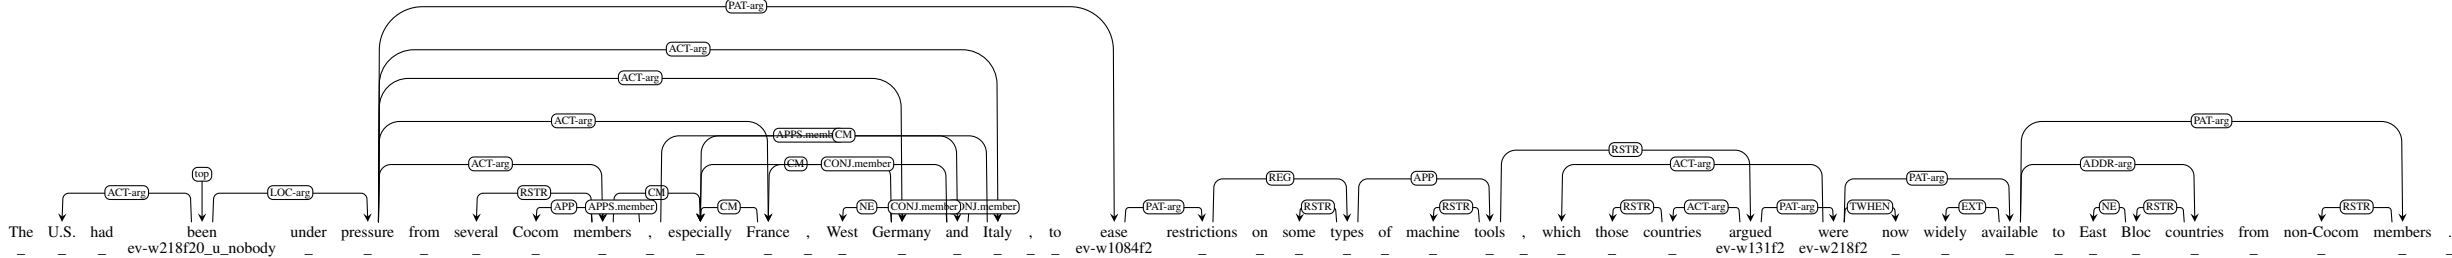 PAT-arg
ACT-arg
ACT-arg
ACT-arg PAT-arg
APPS.memb CM
RSTR
ACT-arg CM CONJ.member ACT-arg ADDR-arg
top REG APP PAT-arg
ACT-arg LOC-arg RSTR CM
APP APPS.member CM NE CONJ.member ONJ.member PAT-arg RSTR RSTR RSTR ACT-arg PAT-arg TWHEN EXT NE RSTR RSTR
The U.S. had been under pressure from several Cocom members , especially France , West Germany and Italy , to ease restrictions on some types of machine tools , which those countries argued were now widely available to East Bloc countries from non-Cocom members .
_ _ _ ev-w218f20_u_nobody _ _ _ _ _ _ _ _ _ _ _ _ _ _ _ _ ev-w1084f2 _ _ _ _ _ _ _ _ _ _ _ ev-w131f2 ev-w218f2 _ _ _ _ _ _ _ _ _ _ _